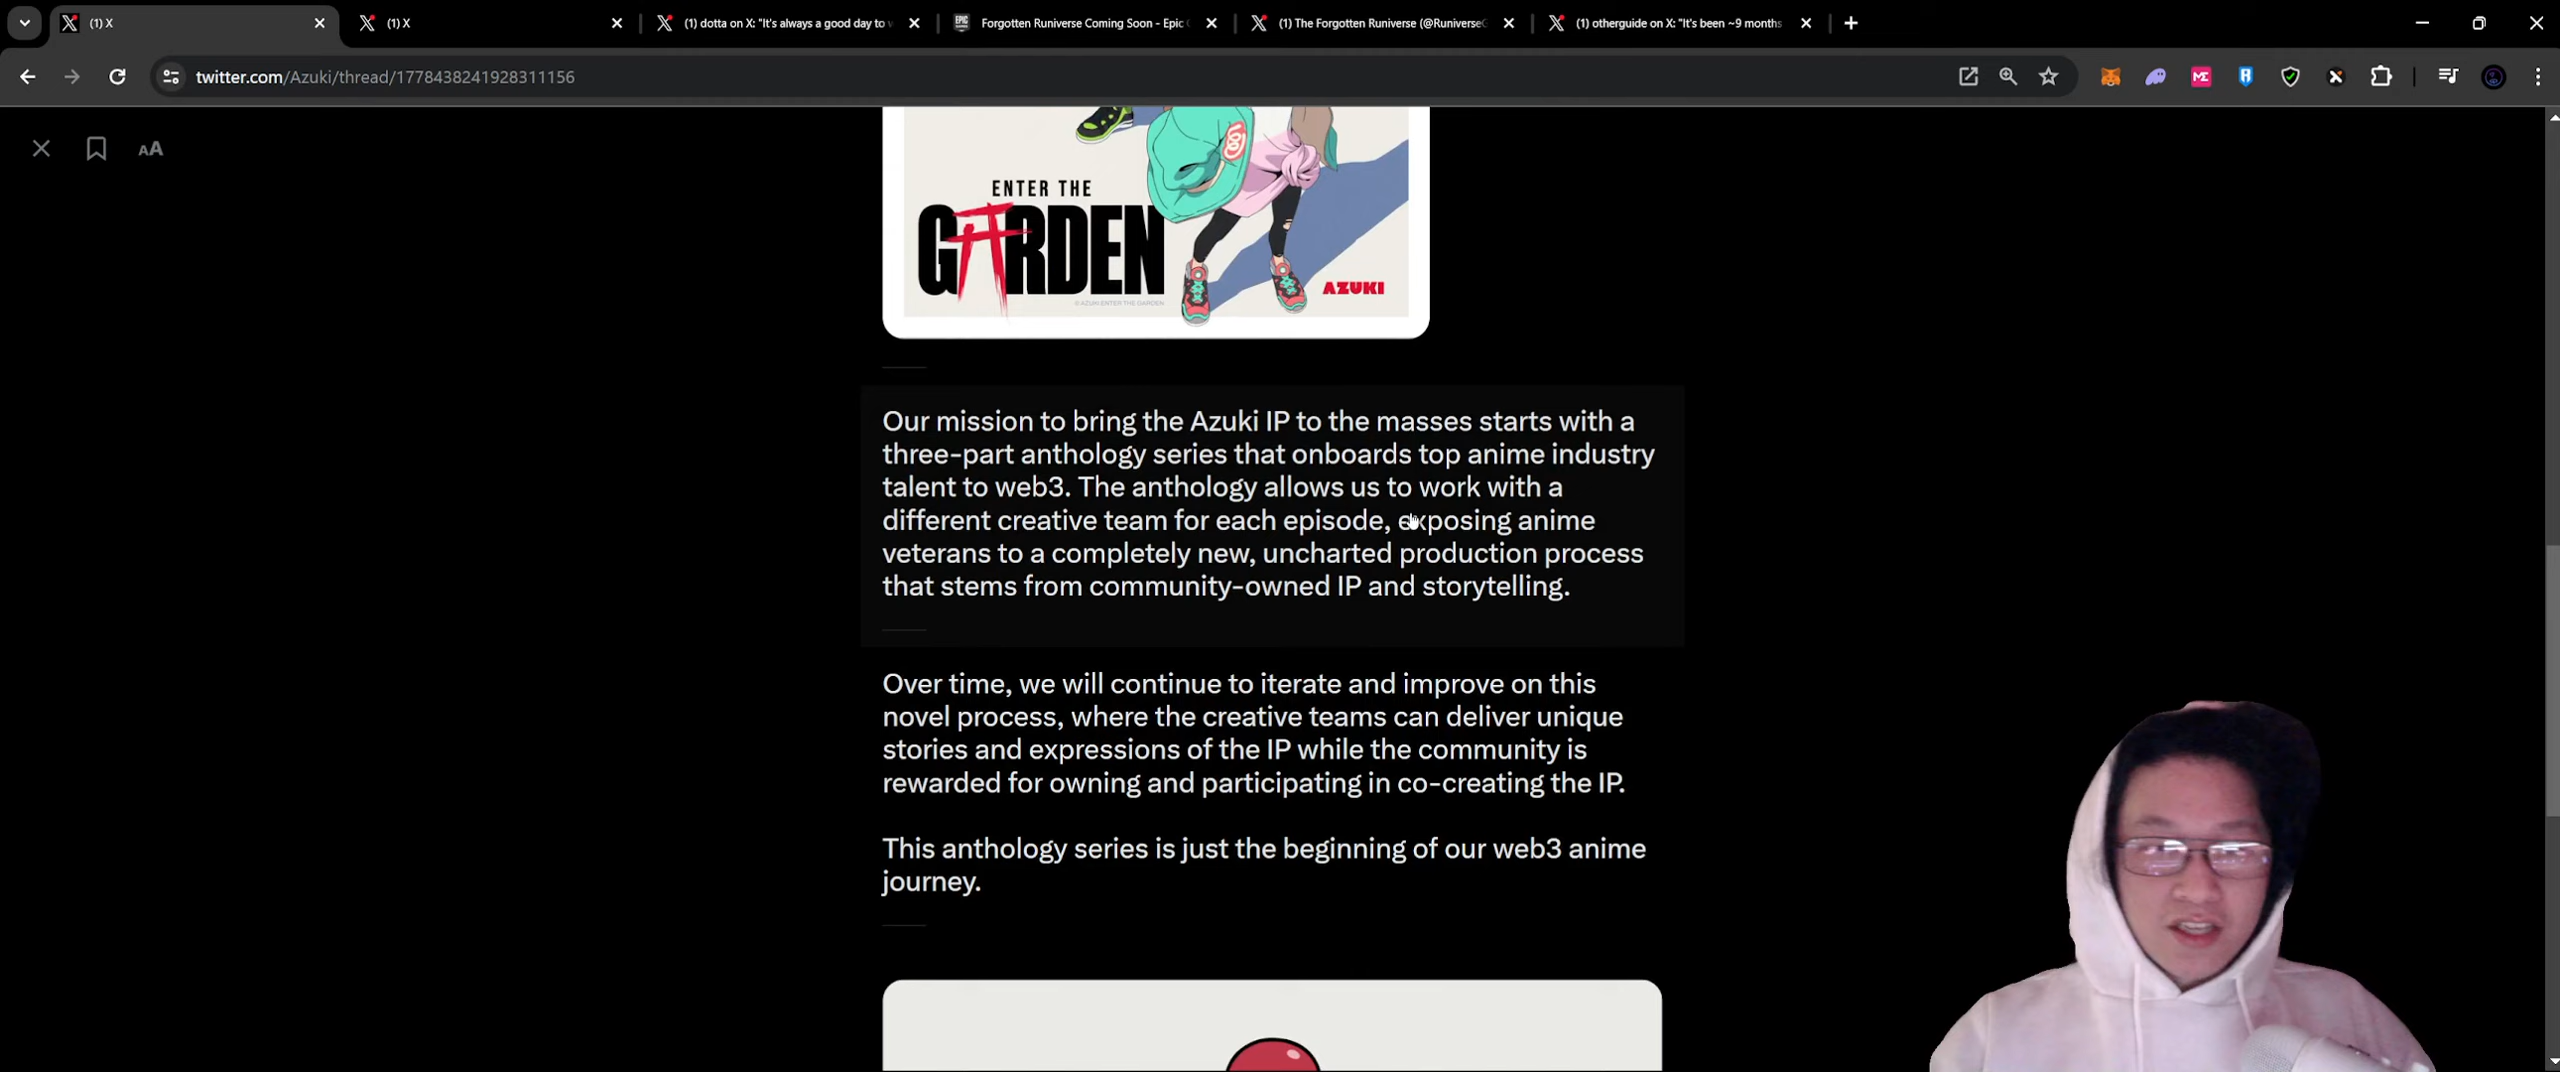 (1) X
(1) X
(1) dotta on X: "It's always a good day to
Forgotten Runiverse Coming Soon - Epic
(1) The Forgotten Runiverse (@Runiverse
(1) otherguide on X: "It's been ~9 months
twitter.com/Azuki/thread/1778438241928311156
AA
ENTER THE
GARDEN
AZUKI
© AZUKI ENTER THE GARDEN
Our mission to bring the Azuki IP to the masses starts with a
three-part anthology series that onboards top anime industry
talent to web3. The anthology allows us to work with a
different creative team for each episode, exposing anime
veterans to a completely new, uncharted production process
that stems from community-owned IP and storytelling.
Over time, we will continue to iterate and improve on this
novel process, where the creative teams can deliver unique
stories and expressions of the IP while the community is
rewarded for owning and participating in co-creating the IP.
This anthology series is just the beginning of our web3 anime
journey.